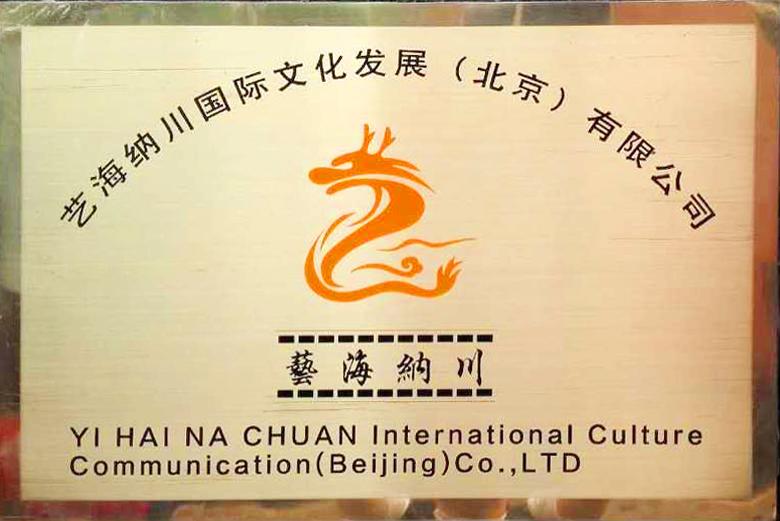 艺海纳川国际文化发展（北京）有限公司
藝海納川
YI HAI NA CHUAN International Culture
Communication(Beijing)Co.,LTD